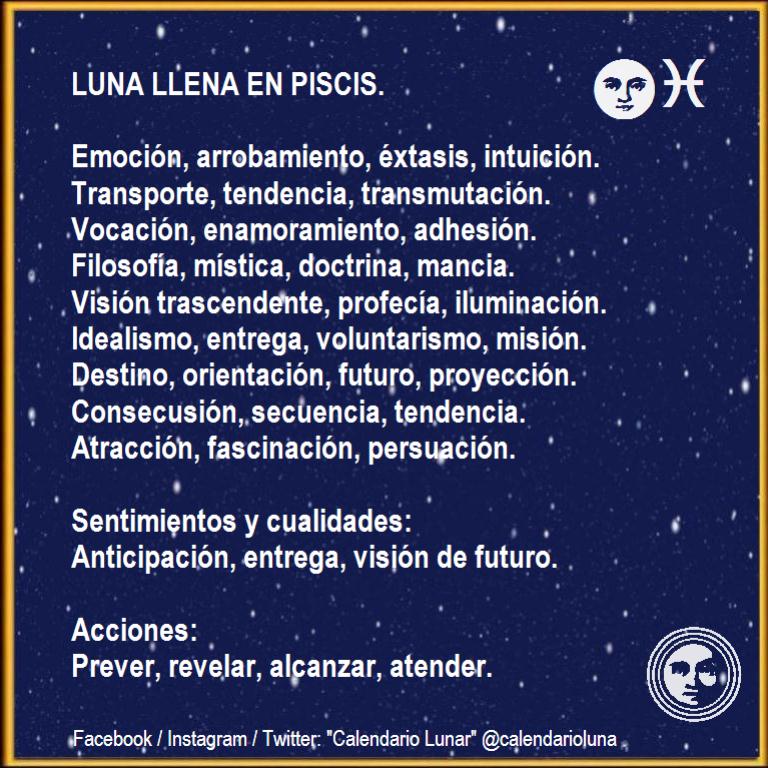 LUNA LLENA EN PISCIS.
Emoción, arrobamiento, éxtasis, intuición.
Transporte, tendencia, transmutación.
Vocación, enamoramiento, adhesión.
Filosofía, mística, doctrina, mancia.
Visión trascendente, profecía, iluminación.
Idealismo, entrega, voluntarismo, misión.
Destino, orientación, futuro, proyección.
Consecusión, secuencia, tendencia.
Atracción, fascinación, persuación.
Sentimientos y cualidades:
Anticipación, entrega, visión de futuro.
Acciones:
Prever, revelar, alcanzar, atender.
Facebook / Instagram / Twitter: "Calendario Lunar" @calendarioluna